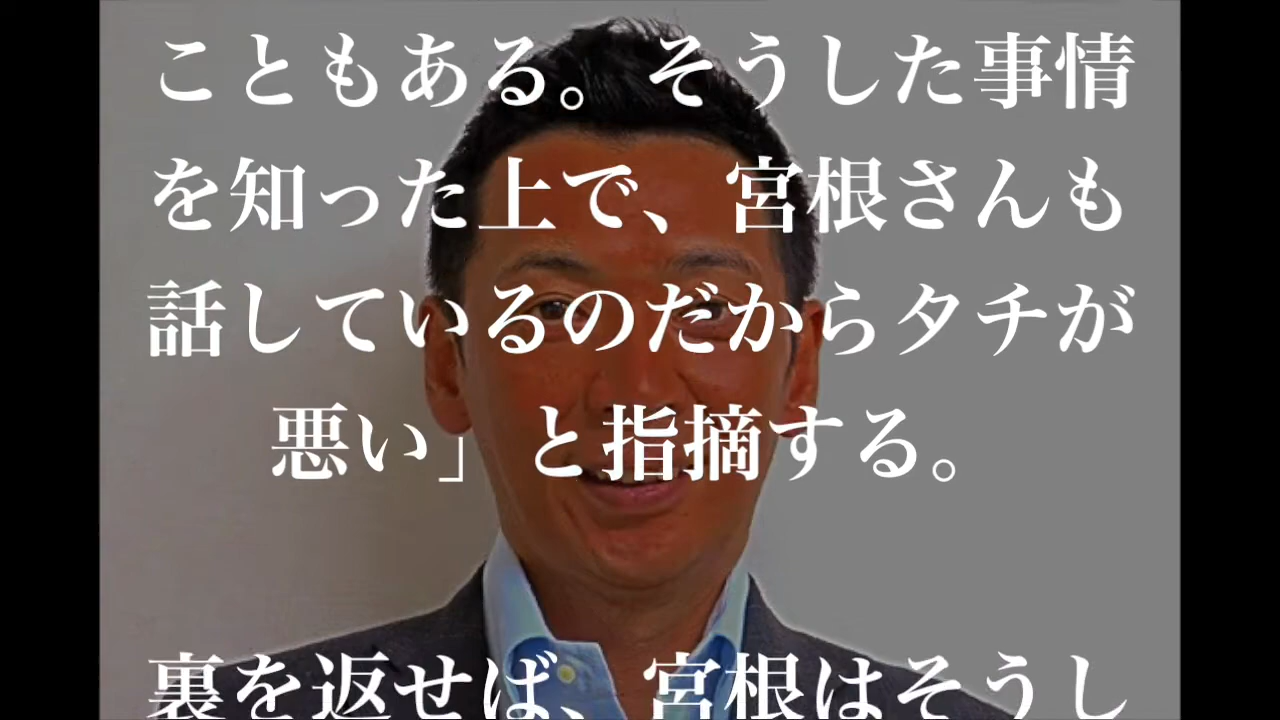 こともある。そうした事情
を知った上で、宮根さんも
話しているのだからタチが
悪い」と指摘する。
裏を返せば、宮根はそうし